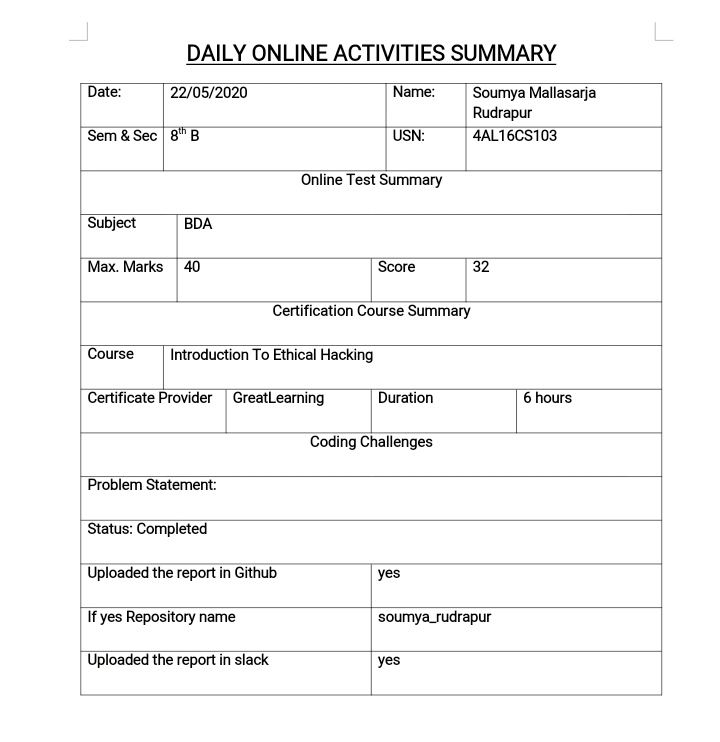 DAILY ONLINE ACTIVITIES SUMMARY
Date: 22/05/2020 Name: Soumya Mallasarja
Rudrapur
Sem & Sec 8th B USN: 4AL16CS103
Online Test Summary
Subject BDA
Max. Marks 40 Score 32
Certification Course Summary
Course Introduction To Ethical Hacking
Certificate Provider GreatLearning Duration 6 hours
Coding Challenges
Problem Statement:
Status: Completed
Uploaded the report in Github yes
If yes Repository name soumya_rudrapur
Uploaded the report in slack yes